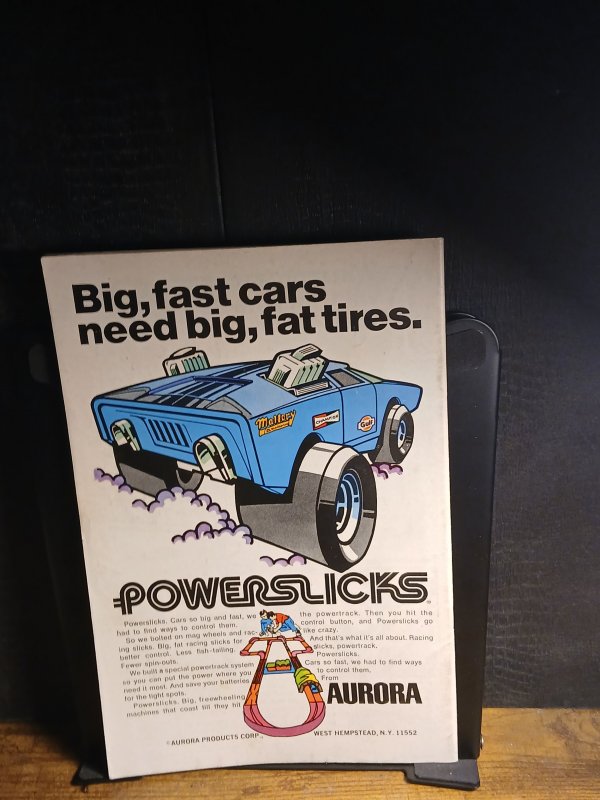 Big, fast cars
need big, fat tires.
Mallory
CHAMPION
Gulf
POWERSLICKS
Powerslicks. Cars so big and fast, we
had to find ways to control them.
So we bolted on mag wheels and rac-
ing slicks. Big, fat racing slicks for
better control. Less fish-tailing.
Fewer spin-outs.
We built a special powertrack system
so you can put the power where you
need it most. And save your batteries
for the tight spots.
Powerslicks. Big, freewheeling
machines that coast till they hit
the powertrack. Then you hit the
control button, and Powerslicks go
like crazy.
And that's what it's all about. Racing
slicks, powertrack.
Powerslicks.
Cars so fast, we had to find ways
to control them.
From
AURORA
©AURORA PRODUCTS CORP., WEST HEMPSTEAD, N.Y. 11552